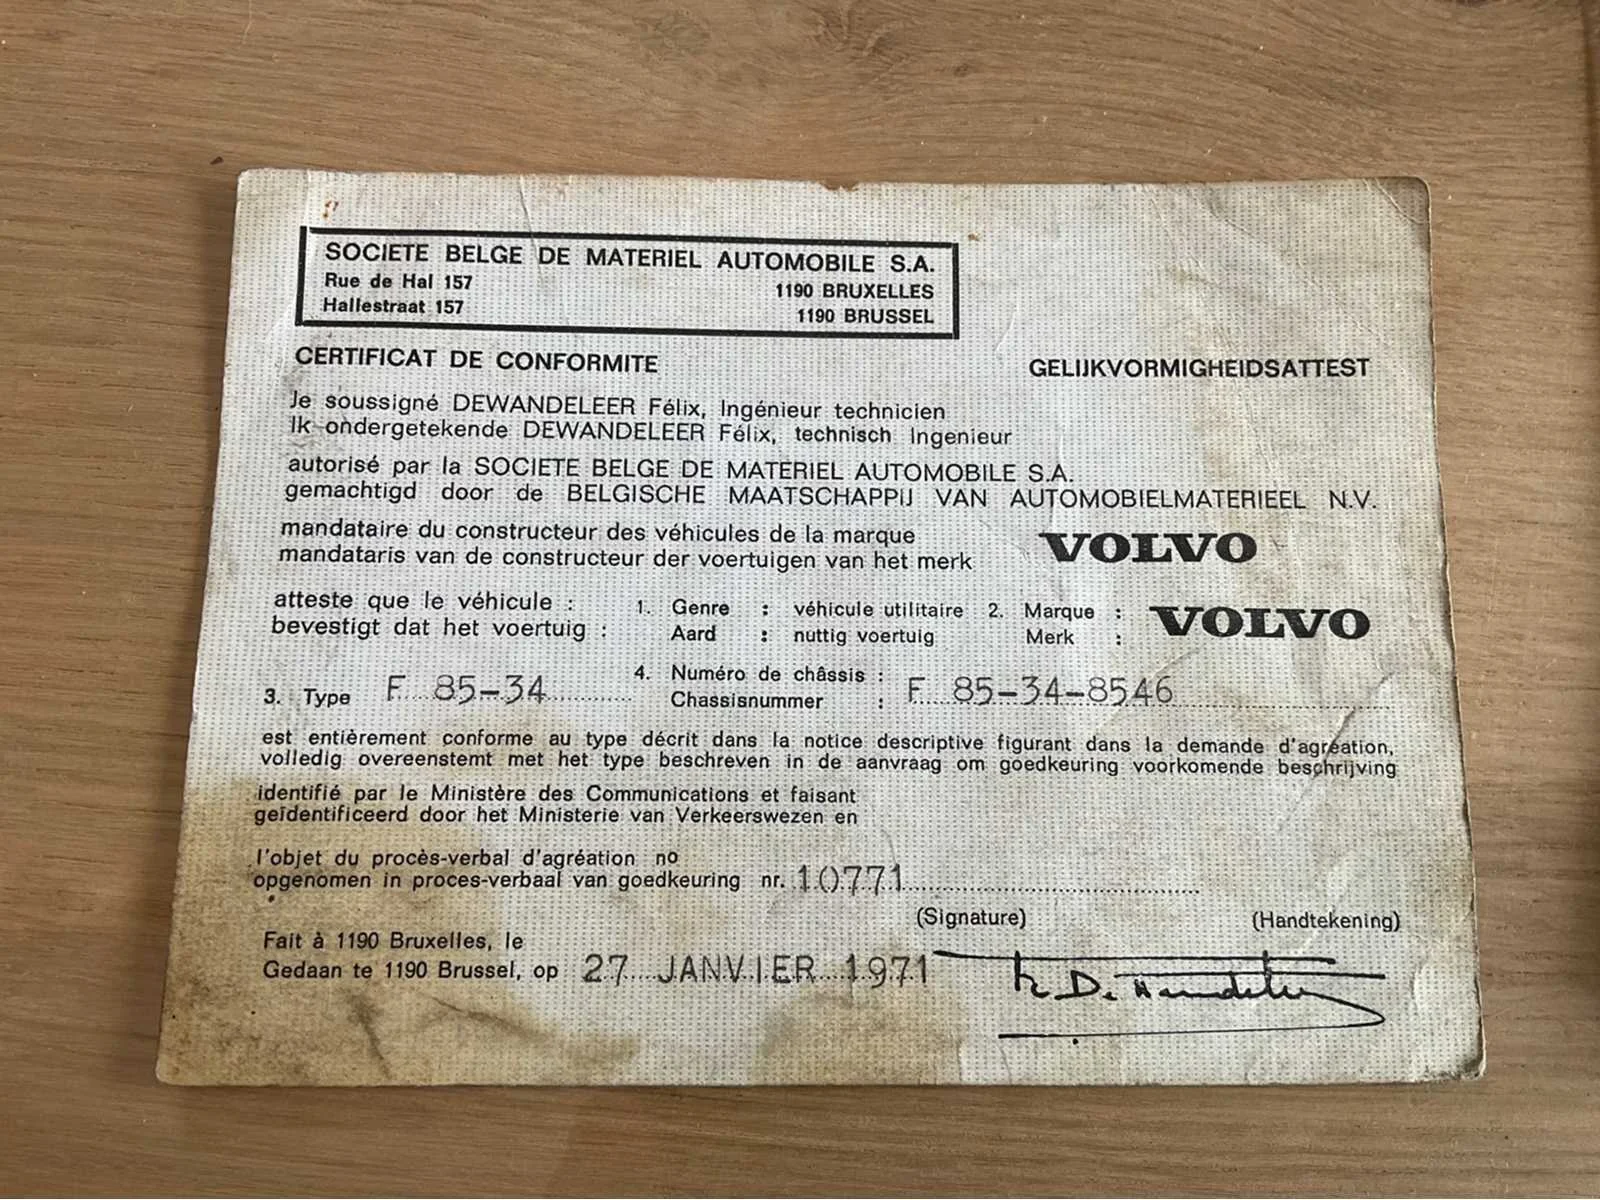 SOCIETE BELGE DE MATERIEL AUTOMOBILE S.A.
Rue de Hal 157 1190 BRUXELLES
Hallestraat 157 1190 BRUSSEL
CERTIFICAT DE CONFORMITE GELIJKVORMIGHEIDSATTEST
Je soussigné DEWANDELEER Félix, Ingénieur technicien
Ik ondergetekende DEWANDELEER Félix, technisch Ingenieur
autorisé par la SOCIETE BELGE DE MATERIEL AUTOMOBILE S.A.
gemachtigd door de BELGISCHE MAATSCHAPPIJ VAN AUTOMOBIELMATERIEEL N.V.
mandataire du constructeur des véhicules de la marque
mandataris van de constructeur der voertuigen van het merk VOLVO
atteste que le véhicule : 1. Genre : véhicule utilitaire 2. Marque :
bevestigt dat het voertuig : Aard : nuttig voertuig Merk : VOLVO
4. Numéro de châssis :
3. Type F 85-34 Chassisnummer : F 85-34-8546
est entièrement conforme au type décrit dans la notice descriptive figurant dans la demande d'agréation,
volledig overeenstemt met het type beschreven in de aanvraag om goedkeuring voorkomende beschrijving
identifié par le Ministère des Communications et faisant
geïdentificeerd door het Ministerie van Verkeerswezen en
l'objet du procès-verbal d'agréation no
opgenomen in proces-verbaal van goedkeuring nr. 10771
(Signature) (Handtekening)
Fait à 1190 Bruxelles, le
Gedaan te 1190 Brussel, op 27 JANVIER 1971